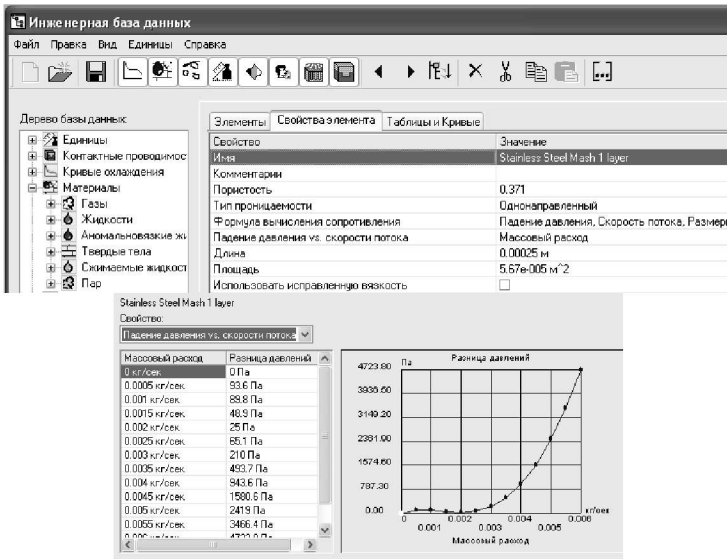 Инженерная база данных
Файл Правка Вид Единицы Справка
Дерево базы данных:
Единицы
Контактные проводимос
Кривые охлаждения
Материалы
Газы
Жидкости
Аномальновязкие жи
Твердые тела
Сжимаемые жидкост
Пар
Элементы Свойства элемента Таблицы и Кривые
Свойство Значение
Имя Stainless Steel Mash 1 layer
Комментарии
Пористость 0.371
Тип проницаемости Однонаправленный
Формула вычисления сопротивления Падение давления, Скорость потока, Размеры
Падение давления vs. скорости потока Массовый расход
Длина 0.00025 м
Площадь 5.67e-005 м^2
Использовать исправленную вязкость
Stainless Steel Mash 1 layer
Свойство:
Падение давления vs. скорости потока
Массовый расход Разница давлений
0 кг/сек 0 Па
0.0005 кг/сек 93.6 Па
0.001 кг/сек 89.8 Па
0.0015 кг/сек 48.9 Па
0.002 кг/сек 25 Па
0.0025 кг/сек 65.1 Па
0.003 кг/сек 210 Па
0.0035 кг/сек 493.7 Па
0.004 кг/сек 943.6 Па
0.0045 кг/сек 1580.6 Па
0.005 кг/сек 2419 Па
0.0055 кг/сек 3466.4 Па
Па Разница давлений
4723.80
3936.50
3149.20
2361.90
1574.60
787.30
0.00
0 0.002 0.004 0.006 кг/сек
0.001 0.003 0.005
Массовый расход